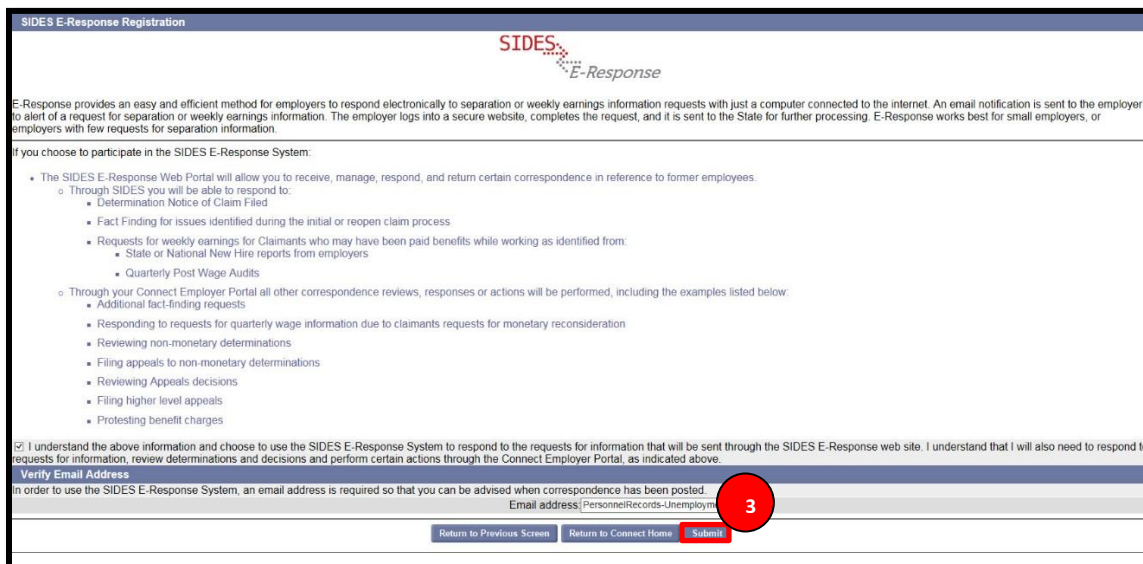 SIDES E-Response Registration
SIDES
E-Response
E-Response provides an easy and efficient method for employers to respond electronically to separation or weekly earnings information requests with just a computer connected to the internet. An email notification is sent to the employer
to alert of a request for separation or weekly earnings information. The employer logs into a secure website, completes the request, and it is sent to the State for further processing. E-Response works best for small employers, or
employers with few requests for separation information.
If you choose to participate in the SIDES E-Response System:
• The SIDES E-Response Web Portal will allow you to receive, manage, respond, and return certain correspondence in reference to former employees.
o Through SIDES you will be able to respond to:
▪ Determination Notice of Claim Filed
▪ Fact Finding for issues identified during the initial or reopen claim process
▪ Requests for weekly earnings for Claimants who may have been paid benefits while working as identified from:
▪ State or National New Hire reports from employers
▪ Quarterly Post Wage Audits
o Through your Connect Employer Portal all other correspondence reviews, responses or actions will be performed, including the examples listed below:
▪ Additional fact-finding requests
▪ Responding to requests for quarterly wage information due to claimants requests for monetary reconsideration
▪ Reviewing non-monetary determinations
▪ Filing appeals to non-monetary determinations
▪ Reviewing Appeals decisions
▪ Filing higher level appeals
▪ Protesting benefit charges
☑ I understand the above information and choose to use the SIDES E-Response System to respond to the requests for information that will be sent through the SIDES E-Response web site. I understand that I will also need to respond t
requests for information, review determinations and decisions and perform certain actions through the Connect Employer Portal, as indicated above.
Verify Email Address
In order to use the SIDES E-Response System, an email address is required so that you can be advised when correspondence has been posted.
Email address: PersonnelRecords-Unemploym
3
Return to Previous Screen Return to Connect Home Submit